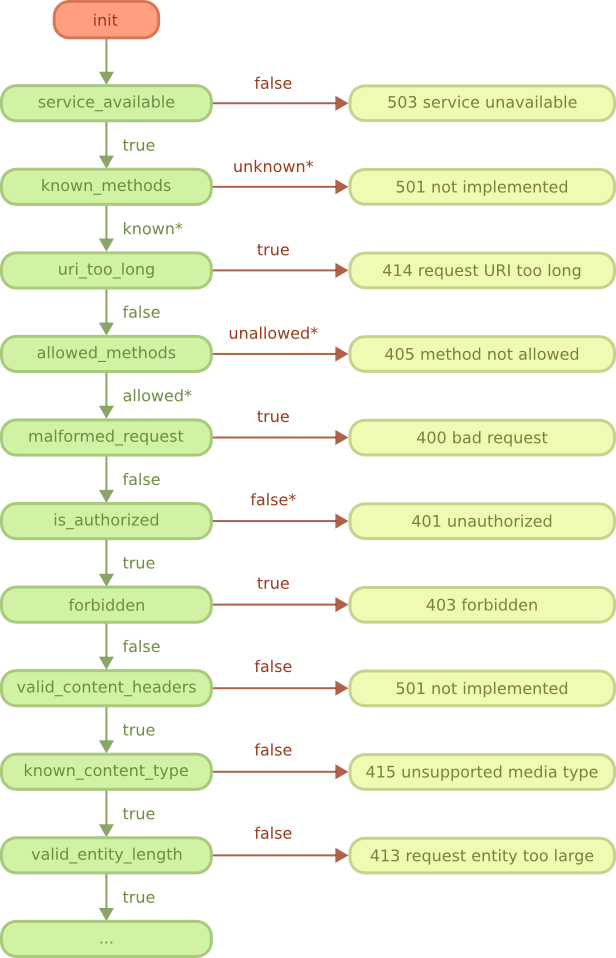 init
false
service_available
503 service unavailable
true
unknown*
known_methods
501 not implemented
known*
true
uri_too_long
414 request URI too long
false
unallowed*
allowed_methods
405 method not allowed
allowed*
true
malformed_request
400 bad request
false
false*
is_authorized
401 unauthorized
true
true
forbidden
403 forbidden
false
false
valid_content_headers
501 not implemented
true
false
known_content_type
415 unsupported media type
true
false
valid_entity_length
413 request entity too large
true
...